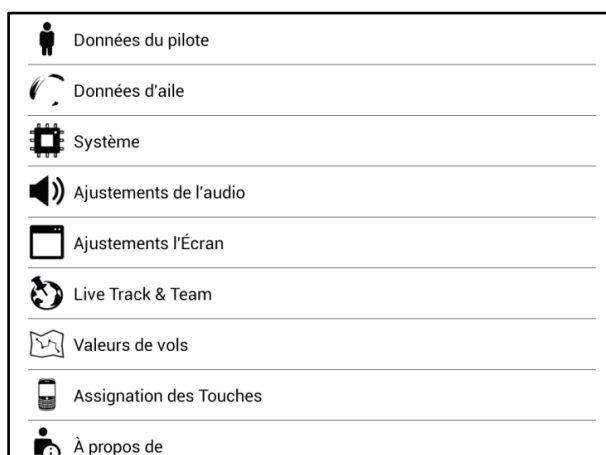 Données du pilote
Données d'aile
Système
Ajustements de l'audio
Ajustements l'Écran
Live Track & Team
Valeurs de vols
Assignation des Touches
À propos de